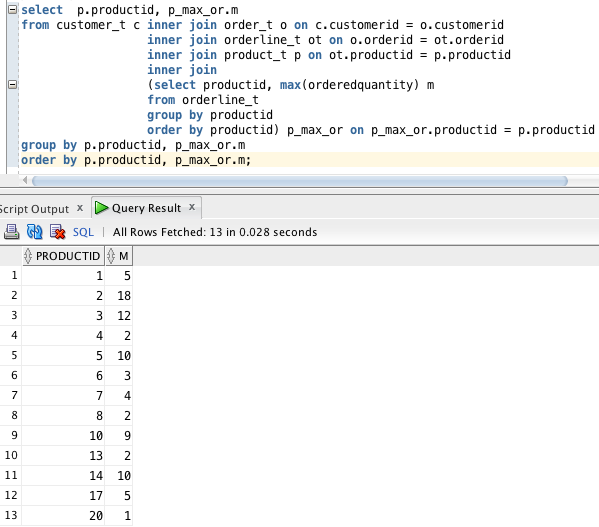 select  p.productid, p_max_or.m
from customer_t c inner join order_t o on c.customerid = o.customerid
inner join orderline_t ot on o.orderid = ot.orderid
inner join product_t p on ot.productid = p.productid
inner join
(select productid, max(orderedquantity) m
from orderline_t
group by productid
order by productid) p_max_or on p_max_or.productid = p.productid
group by p.productid, p_max_or.m
order by p.productid, p_max_or.m;
Script Output x Query Result x
SQL | All Rows Fetched: 13 in 0.028 seconds
PRODUCTID M
1 1 5
2 2 18
3 3 12
4 4 2
5 5 10
6 6 3
7 7 4
8 8 2
9 10 9
10 13 2
11 14 10
12 17 5
13 20 1